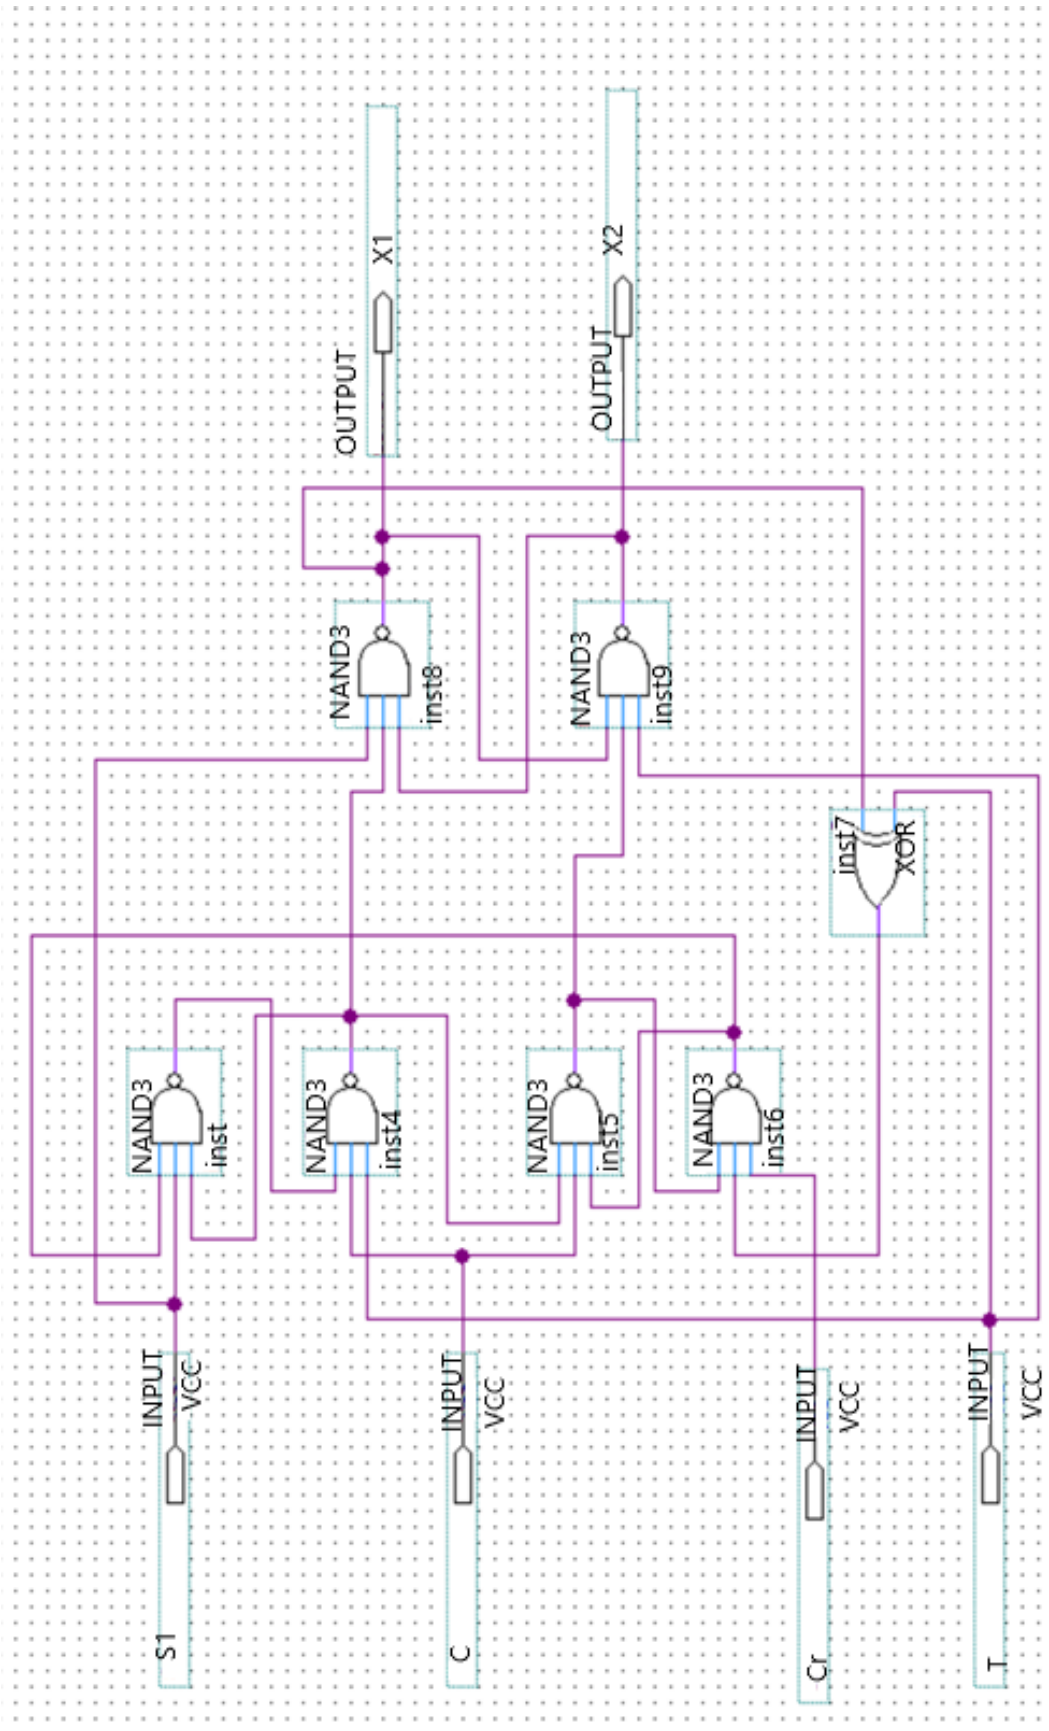 X1
X2
OUTPUT
OUTPUT
NAND3
inst8
NAND3
inst9
inst7
XOR
NAND3
inst
NAND3
inst4
NAND3
inst5
NAND3
inst6
INPUT
VCC
INPUT
VCC
INPUT
VCC
INPUT
VCC
S1
C
Cr
T